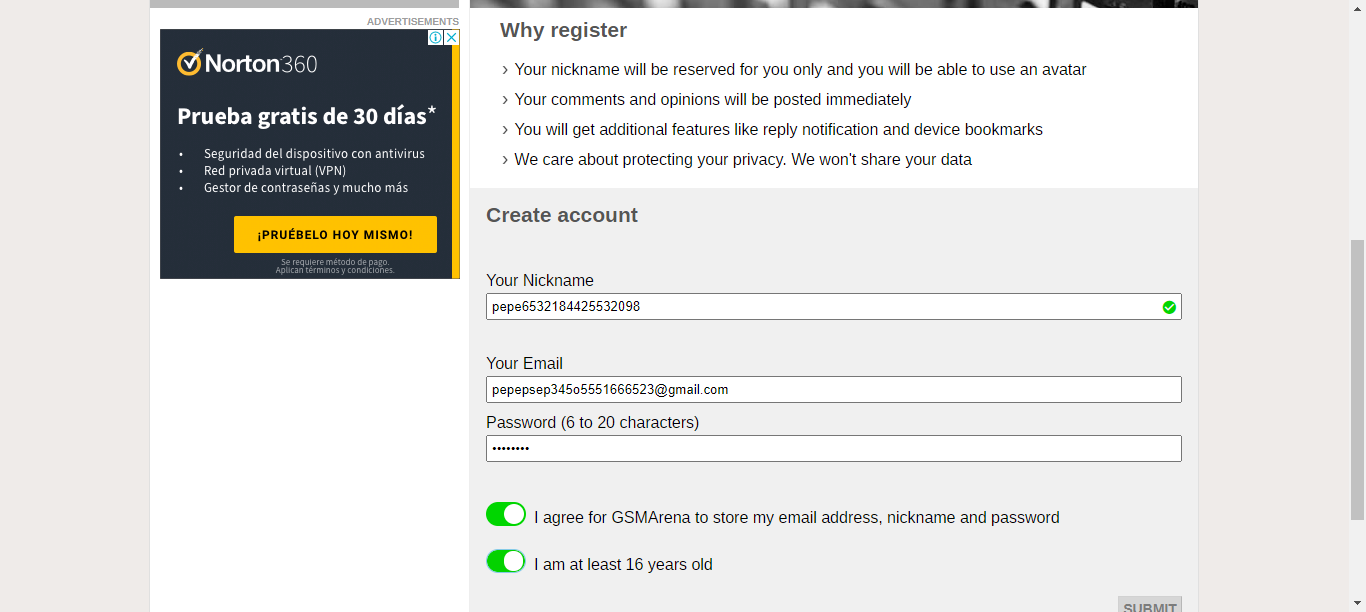 ADVERTISEMENTS
Norton360
Prueba gratis de 30 días*
• Seguridad del dispositivo con antivirus
• Red privada virtual (VPN)
• Gestor de contraseñas y mucho más
¡PRUÉBELO HOY MISMO!
Se requiere método de pago.
Aplican términos y condiciones.
Why register
› Your nickname will be reserved for you only and you will be able to use an avatar
› Your comments and opinions will be posted immediately
› You will get additional features like reply notification and device bookmarks
› We care about protecting your privacy. We won't share your data
Create account
Your Nickname
pepe6532184425532098
Your Email
pepepsep345o5551666523@gmail.com
Password (6 to 20 characters)
••••••••
I agree for GSMArena to store my email address, nickname and password
I am at least 16 years old
SUBMIT